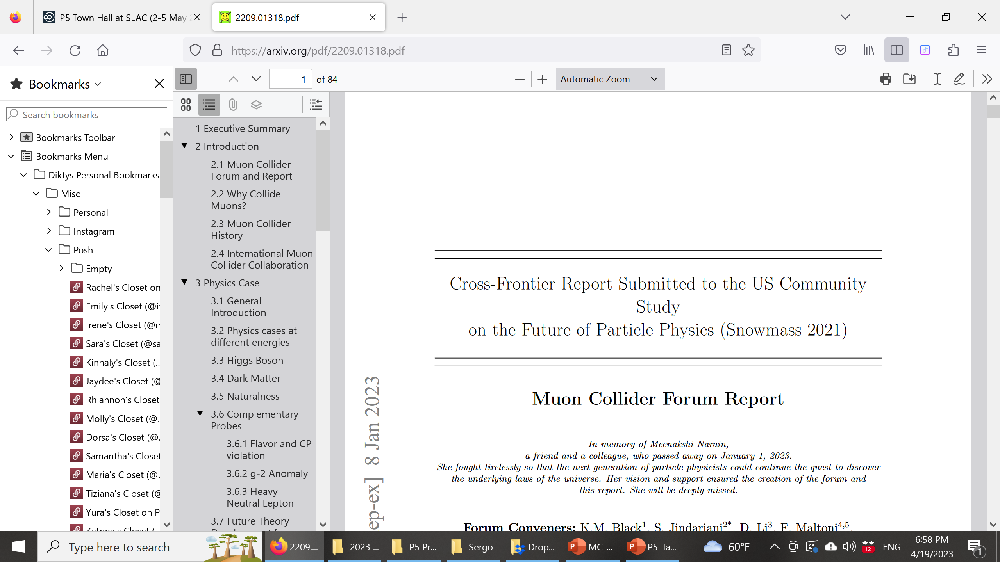 P5 Town Hall at SLAC (2-5 May
2209.01318.pdf
https://arxiv.org/pdf/2209.01318.pdf
Bookmarks
Search bookmarks
Bookmarks Toolbar
Bookmarks Menu
Diktys Personal Bookmarks
Misc
Personal
Instagram
Posh
Empty
Rachel's Closet on
Emily's Closet (@it
Irene's Closet (@ir
Sara's Closet (@sa
Kinnaly's Closet (...
Jaydee's Closet (@
Rhiannon's Closet
Molly's Closet (@.
Dorsa's Closet (@.
Samantha's Closet
Maria's Closet (@.
Tiziana's Closet (@
Yura's Closet on P
Katrina's Closet (
1 of 84
Automatic Zoom
1 Executive Summary
2 Introduction
2.1 Muon Collider
Forum and Report
2.2 Why Collide
Muons?
2.3 Muon Collider
History
2.4 International Muon
Collider Collaboration
3 Physics Case
3.1 General
Introduction
3.2 Physics cases at
different energies
3.3 Higgs Boson
3.4 Dark Matter
3.5 Naturalness
3.6 Complementary
Probes
3.6.1 Flavor and CP
violation
3.6.2 g-2 Anomaly
3.6.3 Heavy
Neutral Lepton
3.7 Future Theory
Cross-Frontier Report Submitted to the US Community
Study
on the Future of Particle Physics (Snowmass 2021)
Muon Collider Forum Report
In memory of Meenakshi Narain,
a friend and a colleague, who passed away on January 1, 2023.
She fought tirelessly so that the next generation of particle physicists could continue the quest to discover
the underlying laws of the universe. Her vision and support ensured the creation of the forum and
this report. She will be deeply missed.
Forum Conveners: K.M. Black1, S. Jindariani2*, D. Li3, F. Maltoni4,5,
ep-ex] 8 Jan 2023
Type here to search
2209....
2023 ...
P5 Pr...
Sergo
Drop...
MC_...
P5_Ta...
60°F
12
ENG
6:58 PM
4/19/2023
1